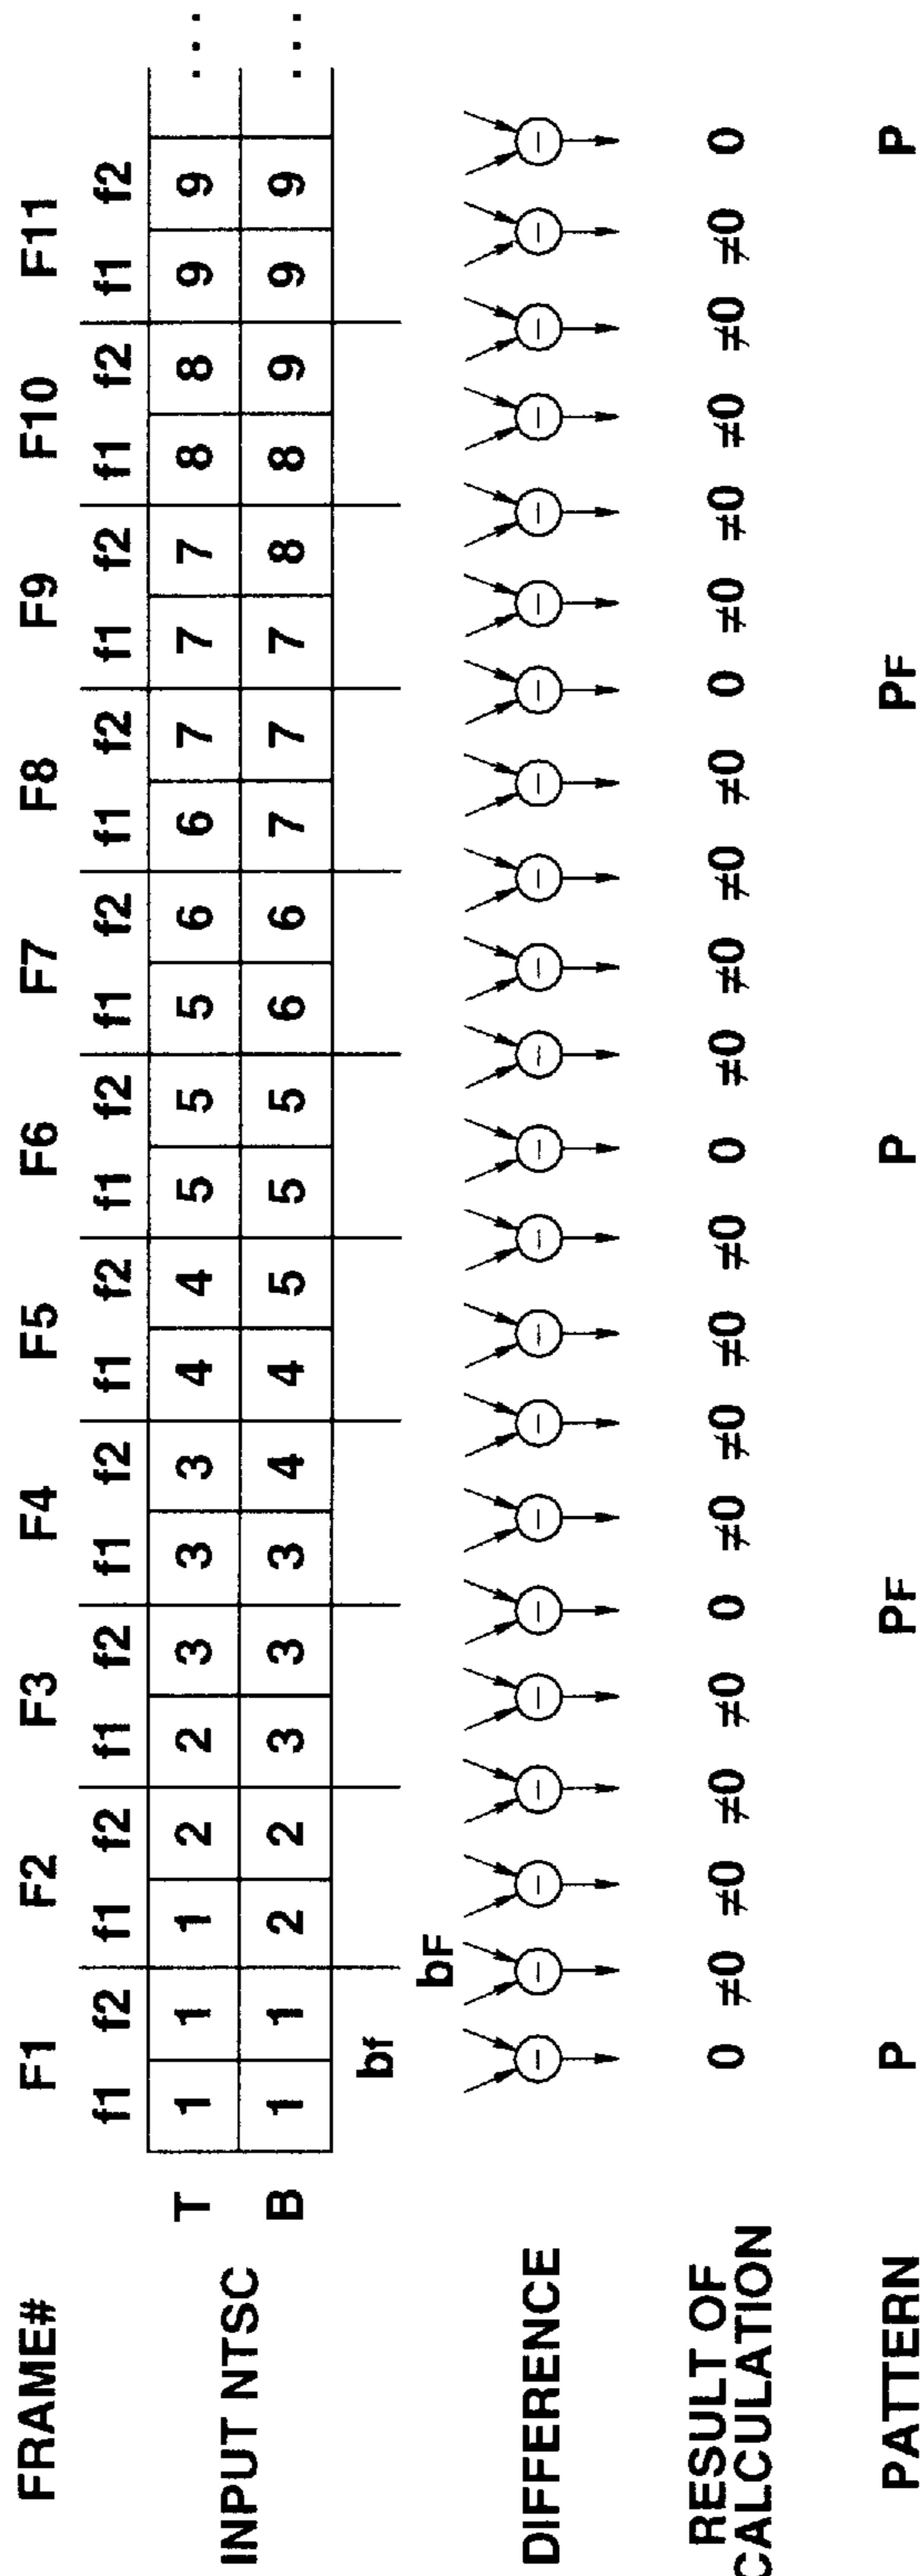 FRAME# F1 F2 F3 F4 F5 F6 F7 F8 F9 F10 F11
f1 f2 f1 f2 f1 f2 f1 f2 f1 f2 f1 f2 f1 f2 f1 f2 f1 f2 f1 f2 f1 f2
INPUT NTSC
T 1 1 1 2 2 3 3 3 4 4 5 5 5 6 6 7 7 7 8 8 9 9 ...
B 1 1 2 2 3 3 3 4 4 5 5 5 6 6 7 7 7 8 8 9 9 9 ...
bf
bF
DIFFERENCE − − − − − − − − − − − − − − − − − − − − − −
RESULT OF
CALCULATION
0 ≠0 ≠0 ≠0 ≠0 0 ≠0 ≠0 ≠0 ≠0 0 ≠0 ≠0 ≠0 ≠0 0 ≠0 ≠0 ≠0 ≠0 ≠0 0
PATTERN P PF P PF P